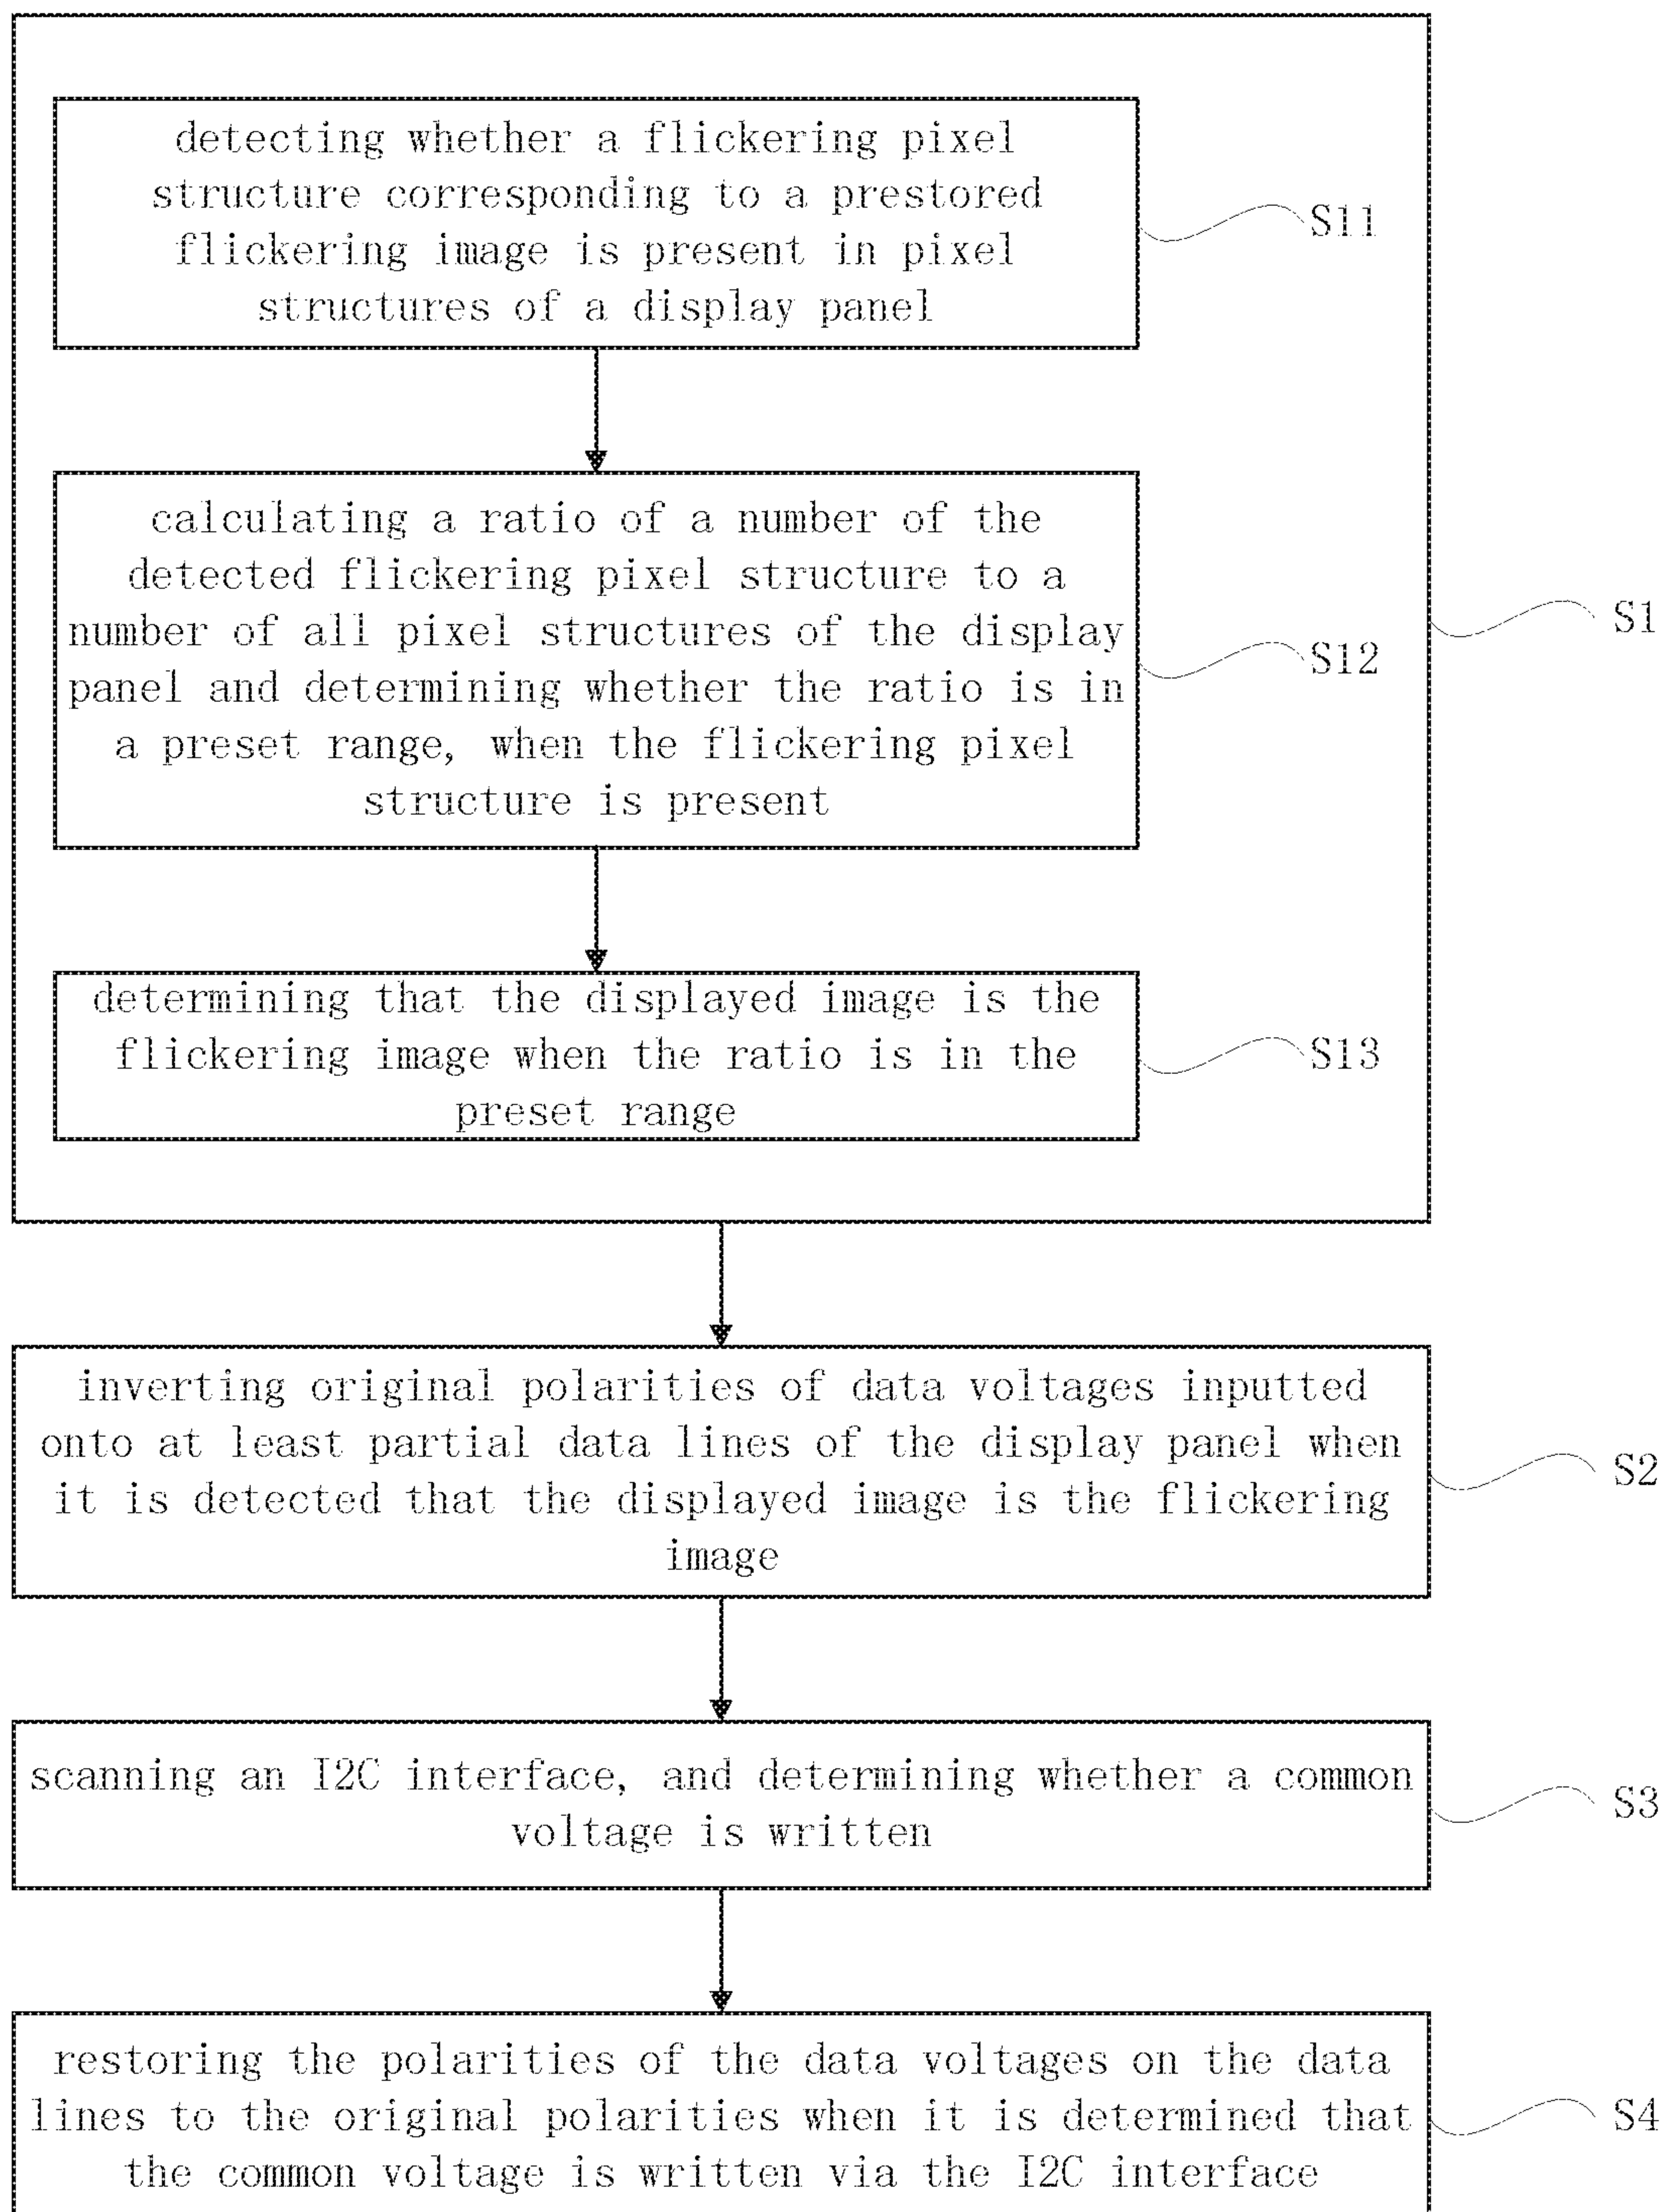 detecting whether a flickering pixel
structure corresponding to a prestored
flickering image is present in pixel
structures of a display panel
S11
calculating a ratio of a number of the
detected flickering pixel structure to a
number of all pixel structures of the display
panel and determining whether the ratio is in
a preset range, when the flickering pixel
structure is present
S12
S1
determining that the displayed image is the
flickering image when the ratio is in the
preset range
S13
inverting original polarities of data voltages inputted
onto at least partial data lines of the display panel when
it is detected that the displayed image is the flickering
image
S2
scanning an I2C interface, and determining whether a common
voltage is written
S3
restoring the polarities of the data voltages on the data
lines to the original polarities when it is determined that
the common voltage is written via the I2C interface
S4